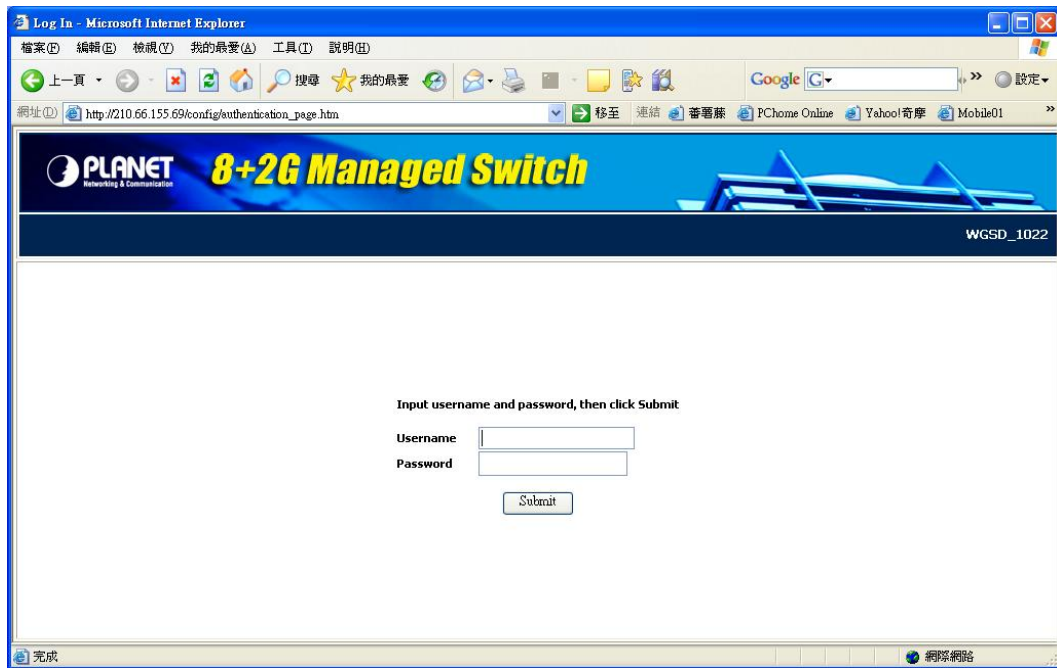 Log In - Microsoft Internet Explorer
檔案(F) 編輯(E) 檢視(V) 我的最愛(A) 工具(T) 說明(H)
上一頁 搜尋 我的最愛 Google G 設定
網址(D) http://210.66.155.69/config/authentication_page.htm 移至 連結 蕃薯藤 PChome Online Yahoo!奇摩 Mobile01 »
PLANET 8+2G Managed Switch
Networking & Communication
WGSD_1022
Input username and password, then click Submit
Username
Password
Submit
完成 網際網路